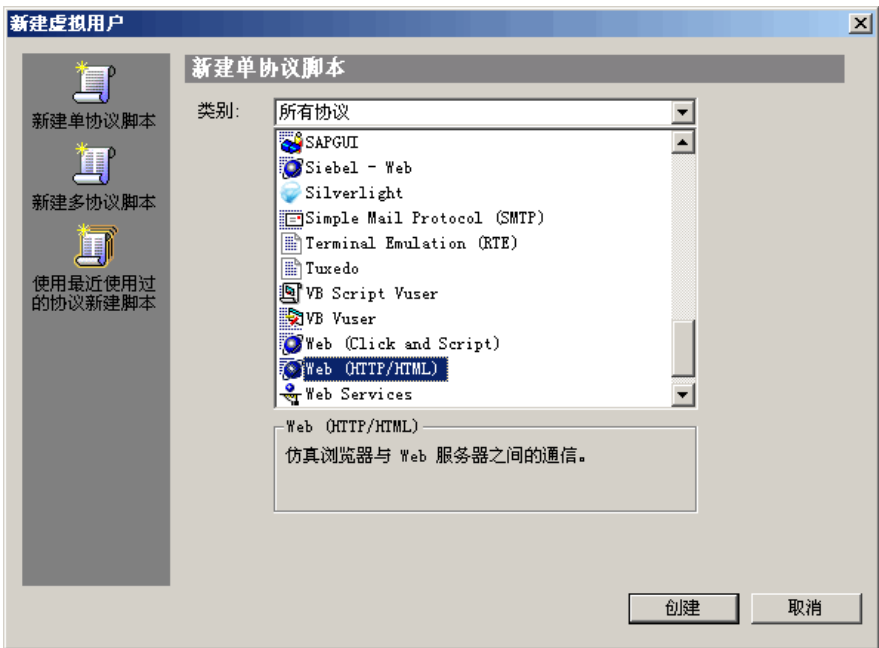 新建虚拟用户
新建单协议脚本
新建多协议脚本
使用最近使用过
的协议新建脚本
新建单协议脚本
类别:
所有协议
SAPGUI
Siebel - Web
Silverlight
Simple Mail Protocol (SMTP)
Terminal Emulation (RTE)
Tuxedo
VB Script Vuser
VB Vuser
Web (Click and Script)
Web (HTTP/HTML)
Web Services
Web (HTTP/HTML)
仿真浏览器与 Web 服务器之间的通信。
创建
取消